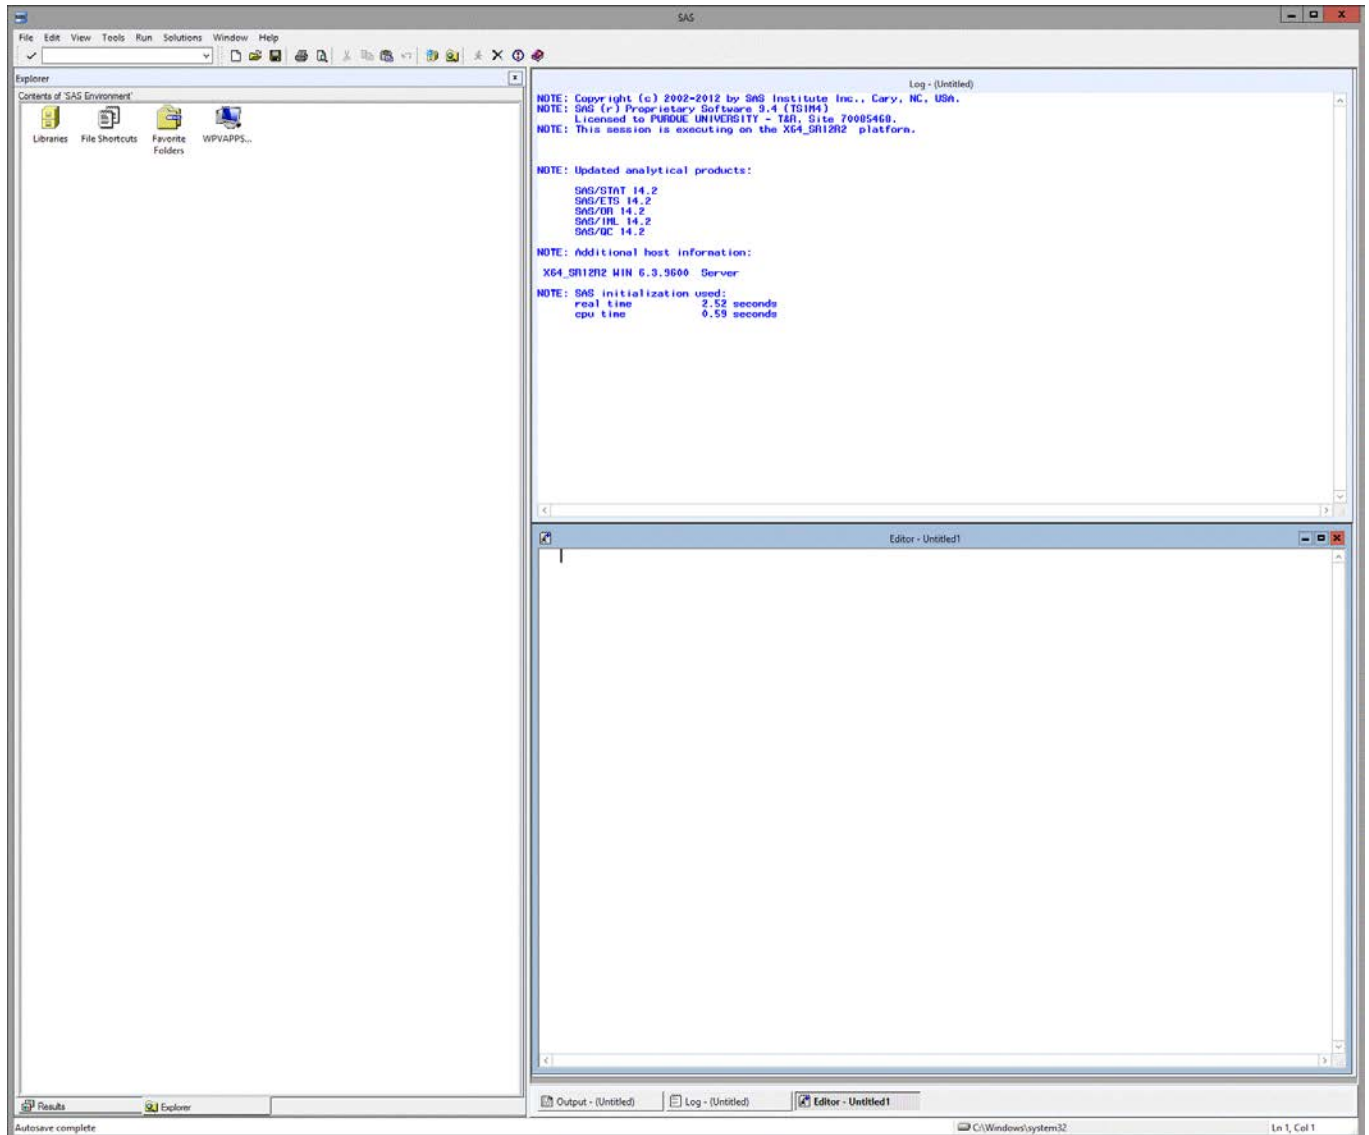 SAS
File Edit View Tools Run Solutions Window Help
Explorer
Contents of 'SAS Environment'
Libraries
File Shortcuts
Favorite
Folders
WPVAPPS...
Log - (Untitled)
NOTE: Copyright (c) 2002-2012 by SAS Institute Inc., Cary, NC, USA.
NOTE: SAS (r) Proprietary Software 9.4 (TS1M4)
Licensed to PURDUE UNIVERSITY - T&R, Site 70085468.
NOTE: This session is executing on the X64_SR12R2 platform.
NOTE: Updated analytical products:
SAS/STAT 14.2
SAS/ETS 14.2
SAS/OR 14.2
SAS/IML 14.2
SAS/QC 14.2
NOTE: Additional host information:
X64_SR12R2 WIN 6.3.9600 Server
NOTE: SAS initialization used:
real time 2.52 seconds
cpu time 0.59 seconds
Editor - Untitled1
Results
Explorer
Output - (Untitled)
Log - (Untitled)
Editor - Untitled1
Autosave complete
C:\Windows\system32
Ln 1, Col 1